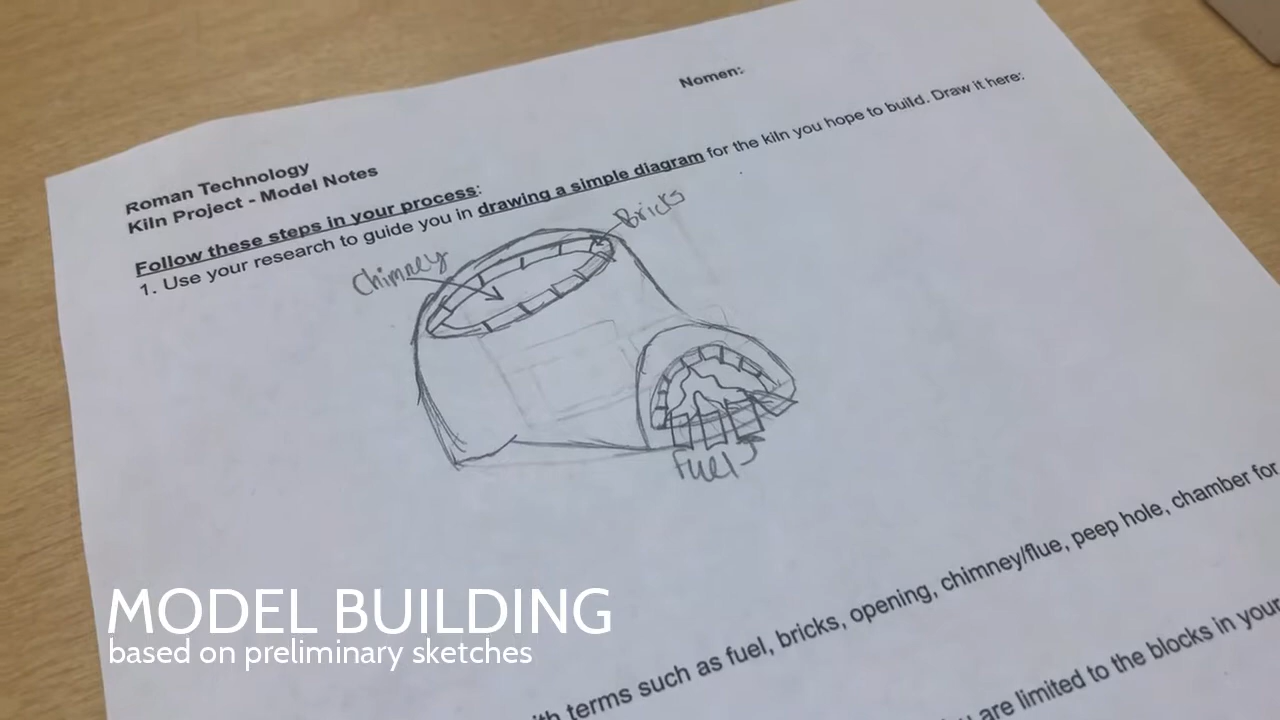 Nomen:
Roman Technology
Kiln Project - Model Notes
Follow these steps in your process:
1. Use your research to guide you in drawing a simple diagram for the kiln you hope to build. Draw it here:
Bricks
Chimney
Fuel
terms such as fuel, bricks, opening, chimney/flue, peep hole, chamber for
are limited to the blocks in your
MODEL BUILDING
based on preliminary sketches